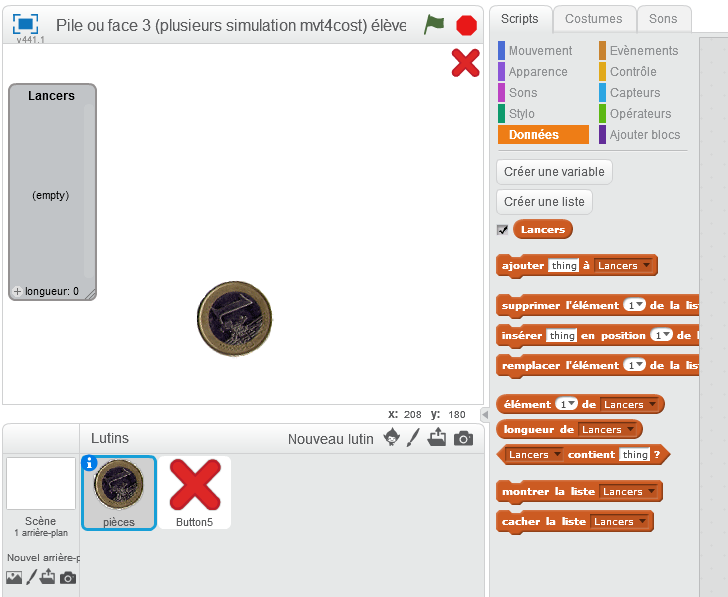 v441.1
Pile ou face 3 (plusieurs simulation mvt4cost) élève
Lancers
(empty)
+ longueur: 0
x: 208 y: 180
Lutins
Nouveau lutin
Scène
1 arrière-plan
Nouvel arrière-p
pièces
Button5
Scripts
Costumes
Sons
Mouvement
Evènements
Apparence
Contrôle
Sons
Capteurs
Stylo
Opérateurs
Données
Ajouter blocs
Créer une variable
Créer une liste
Lancers
ajouter thing à Lancers
supprimer l'élément 1 de la lis
insérer thing en position 1 de l
remplacer l'élément 1 de la lis
élément 1 de Lancers
longueur de Lancers
Lancers contient thing ?
montrer la liste Lancers
cacher la liste Lancers